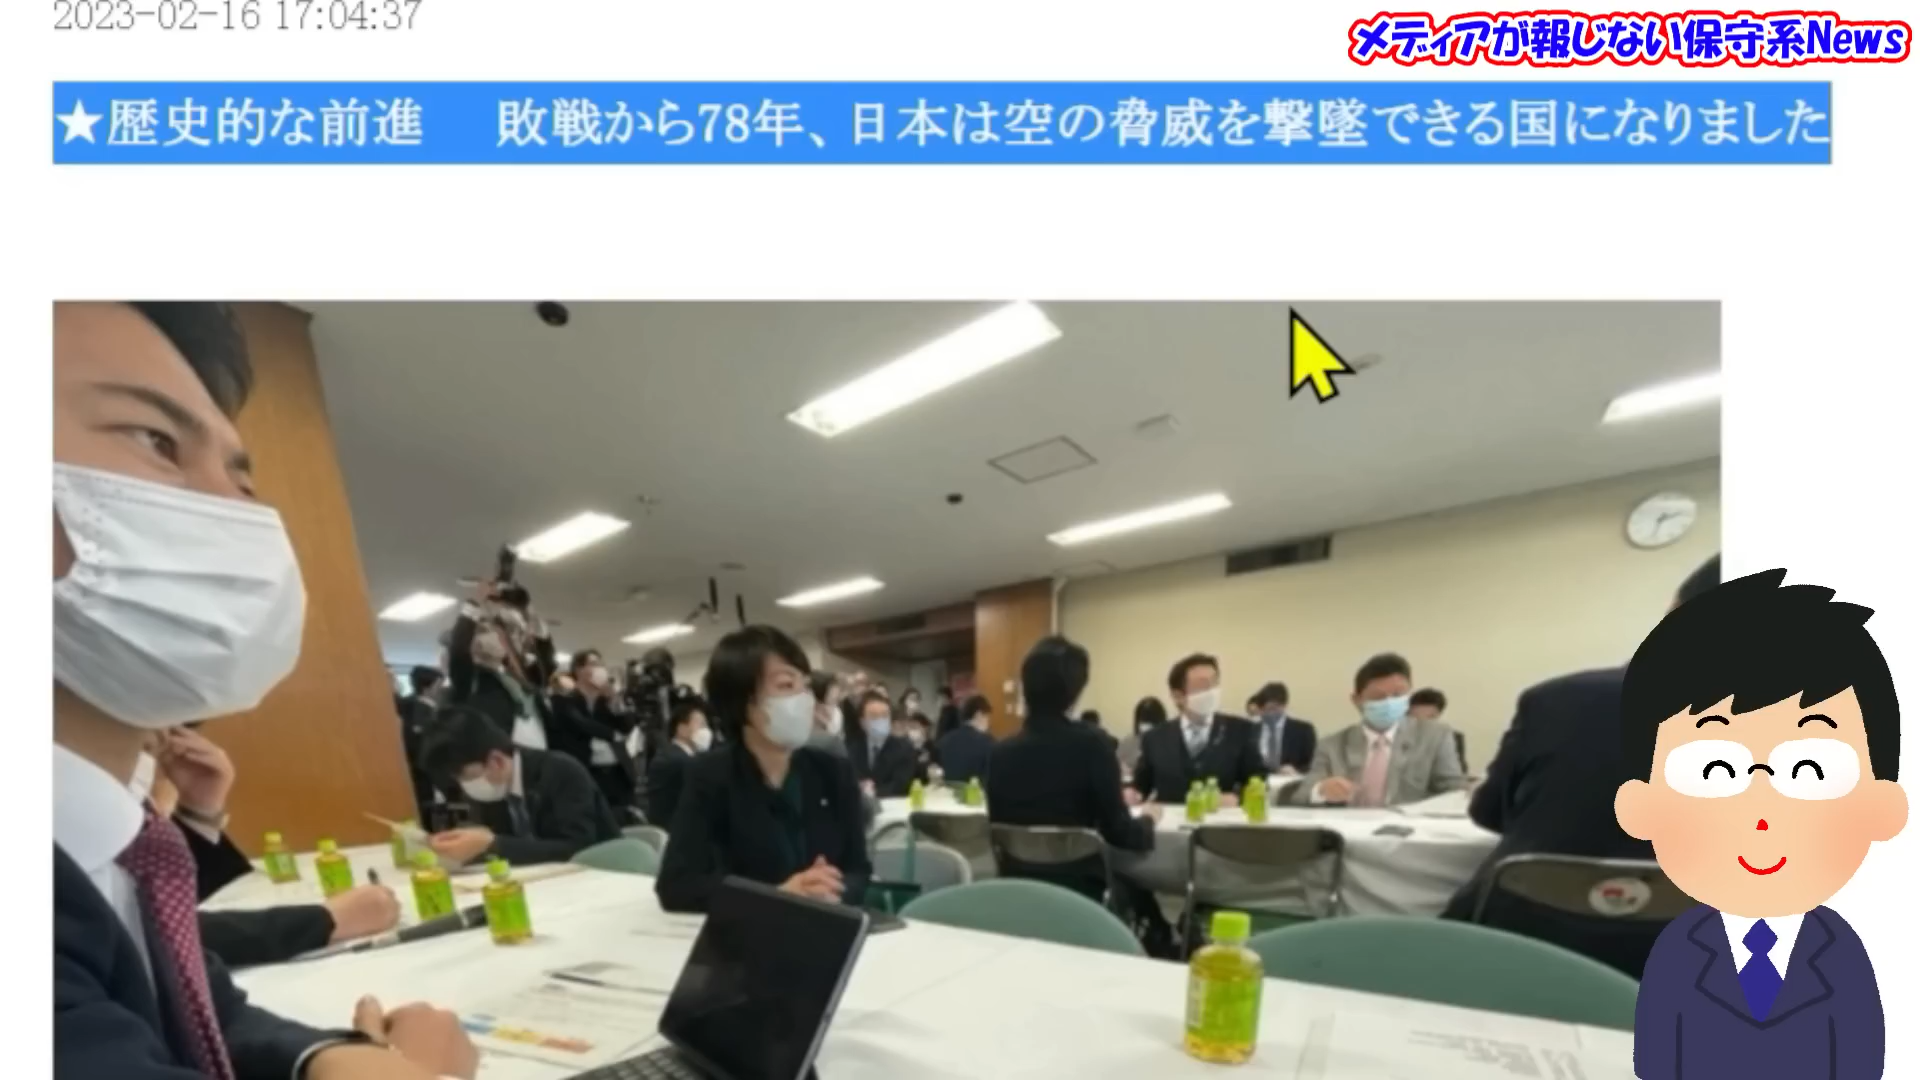 2023-02-16 17:04:37
メディアが報じない保守系News
★歴史的な前進　敗戦から78年、日本は空の脅威を撃墜できる国になりました